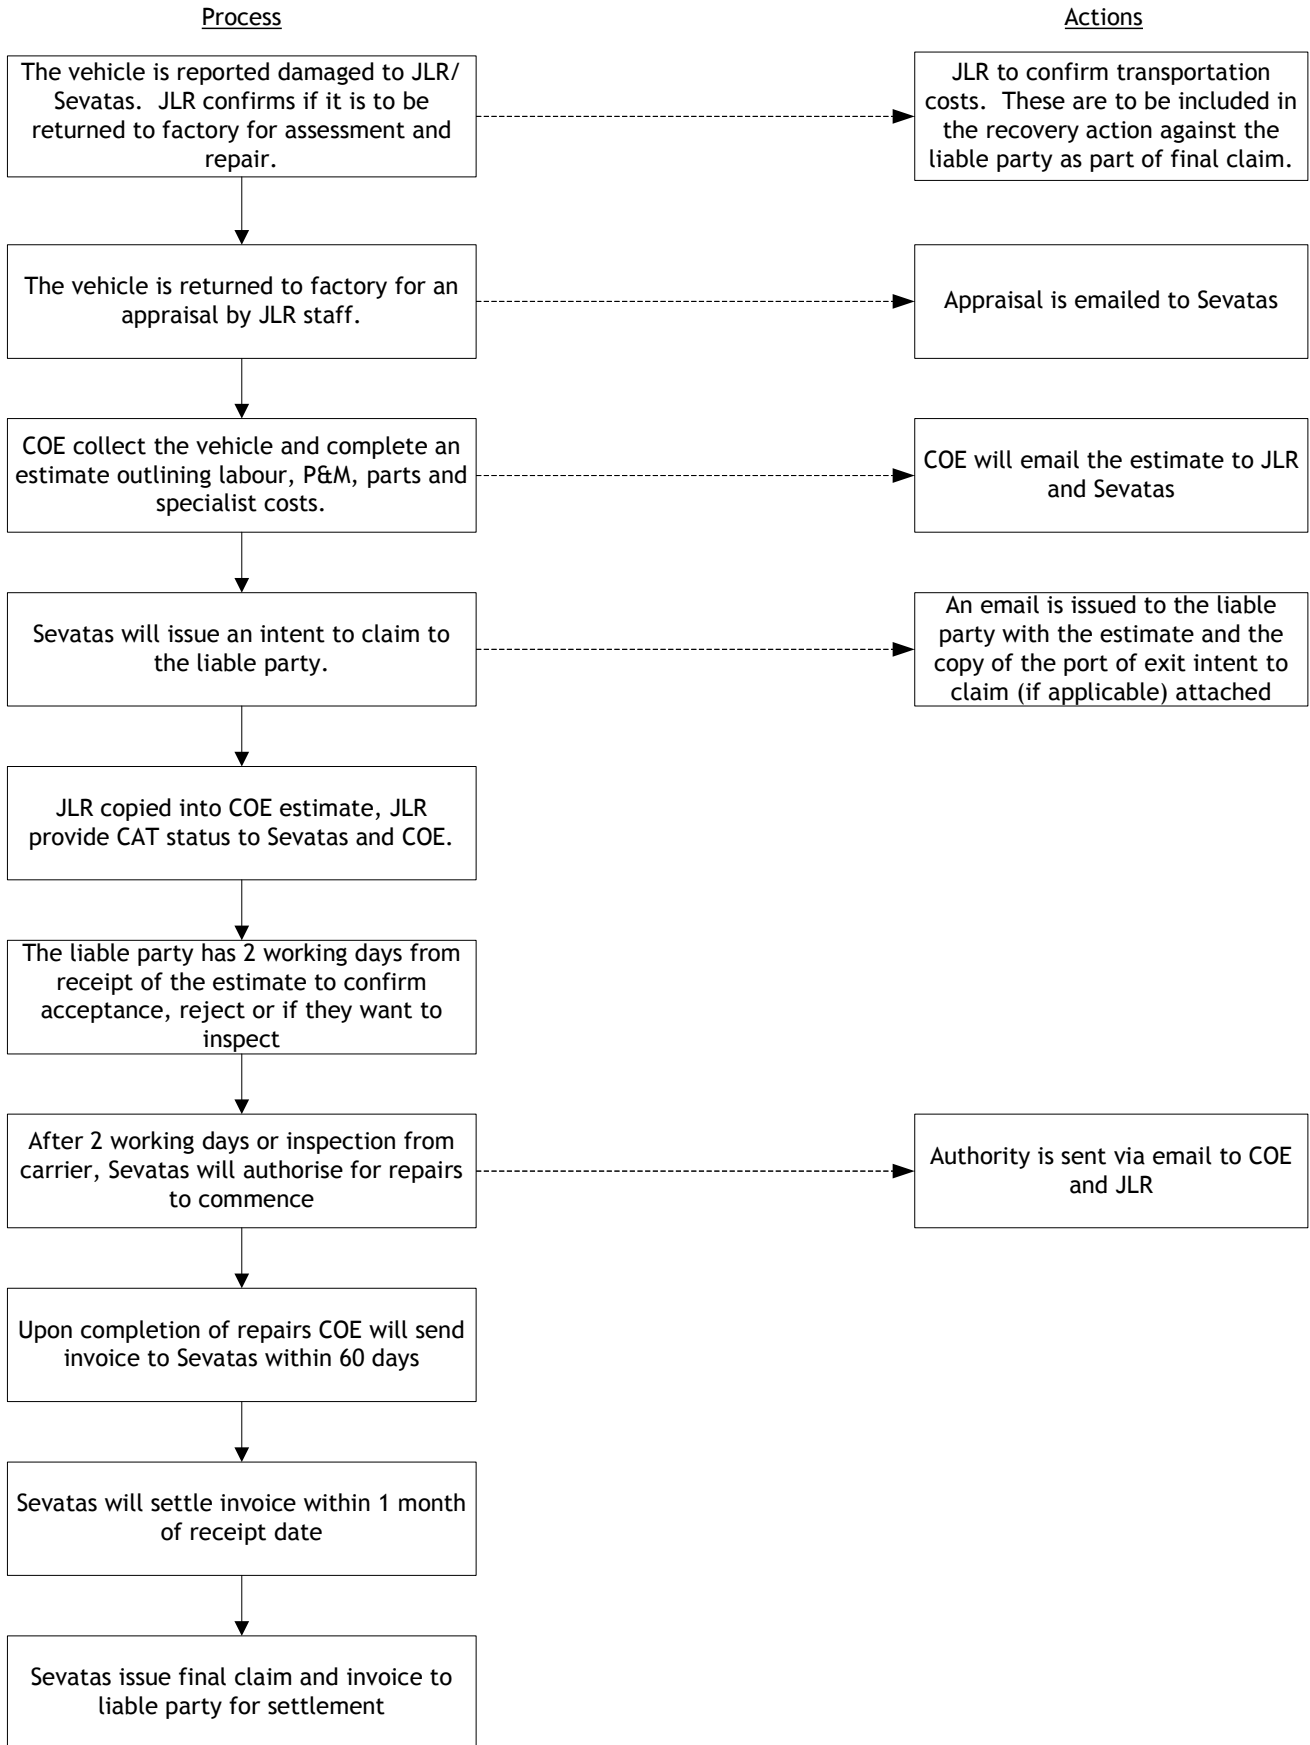 Process
Actions
The vehicle is reported damaged to JLR/
Sevatas.  JLR confirms if it is to be
returned to factory for assessment and
repair.
JLR to confirm transportation
costs.  These are to be included in
the recovery action against the
liable party as part of final claim.
The vehicle is returned to factory for an
appraisal by JLR staff.
Appraisal is emailed to Sevatas
COE collect the vehicle and complete an
estimate outlining labour, P&M, parts and
specialist costs.
COE will email the estimate to JLR
and Sevatas
Sevatas will issue an intent to claim to
the liable party.
An email is issued to the liable
party with the estimate and the
copy of the port of exit intent to
claim (if applicable) attached
JLR copied into COE estimate, JLR
provide CAT status to Sevatas and COE.
The liable party has 2 working days from
receipt of the estimate to confirm
acceptance, reject or if they want to
inspect
After 2 working days or inspection from
carrier, Sevatas will authorise for repairs
to commence
Authority is sent via email to COE
and JLR
Upon completion of repairs COE will send
invoice to Sevatas within 60 days
Sevatas will settle invoice within 1 month
of receipt date
Sevatas issue final claim and invoice to
liable party for settlement